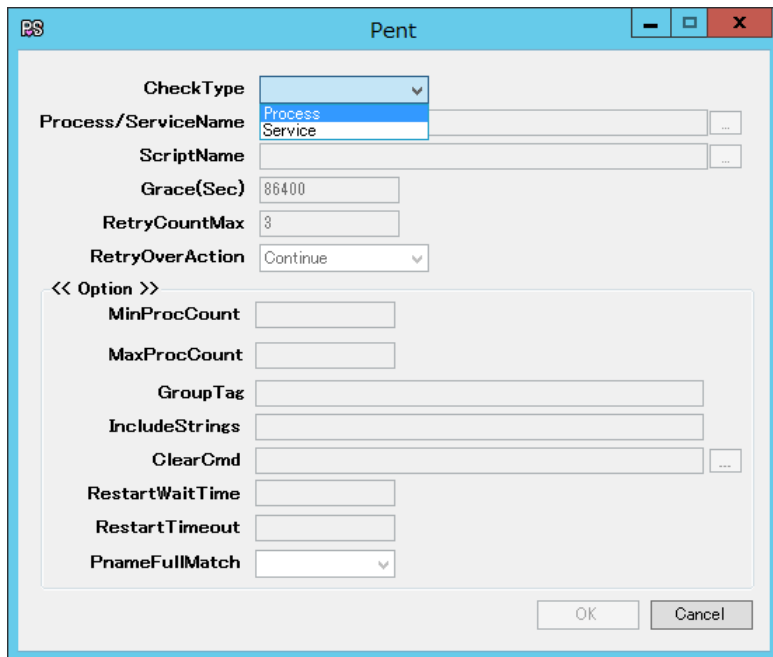 PS Pent
CheckType
Process
Process/ServiceName ...
Service
ScriptName ...
Grace(Sec) 86400
RetryCountMax 3
RetryOverAction Continue
<< Option >>
MinProcCount
MaxProcCount
GroupTag
IncludeStrings
ClearCmd ...
RestartWaitTime
RestartTimeout
PnameFullMatch
OK Cancel